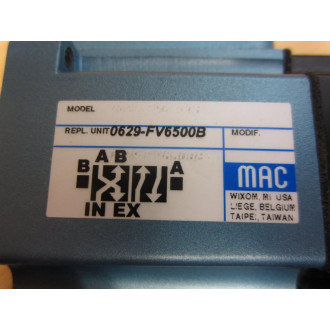 MODEL
REPL. UNIT 0629-FV6500B MODIF.
A B
B A
IN EX
MAC
WIXOM, MI USA
LIEGE, BELGIUM
TAIPEI, TAIWAN